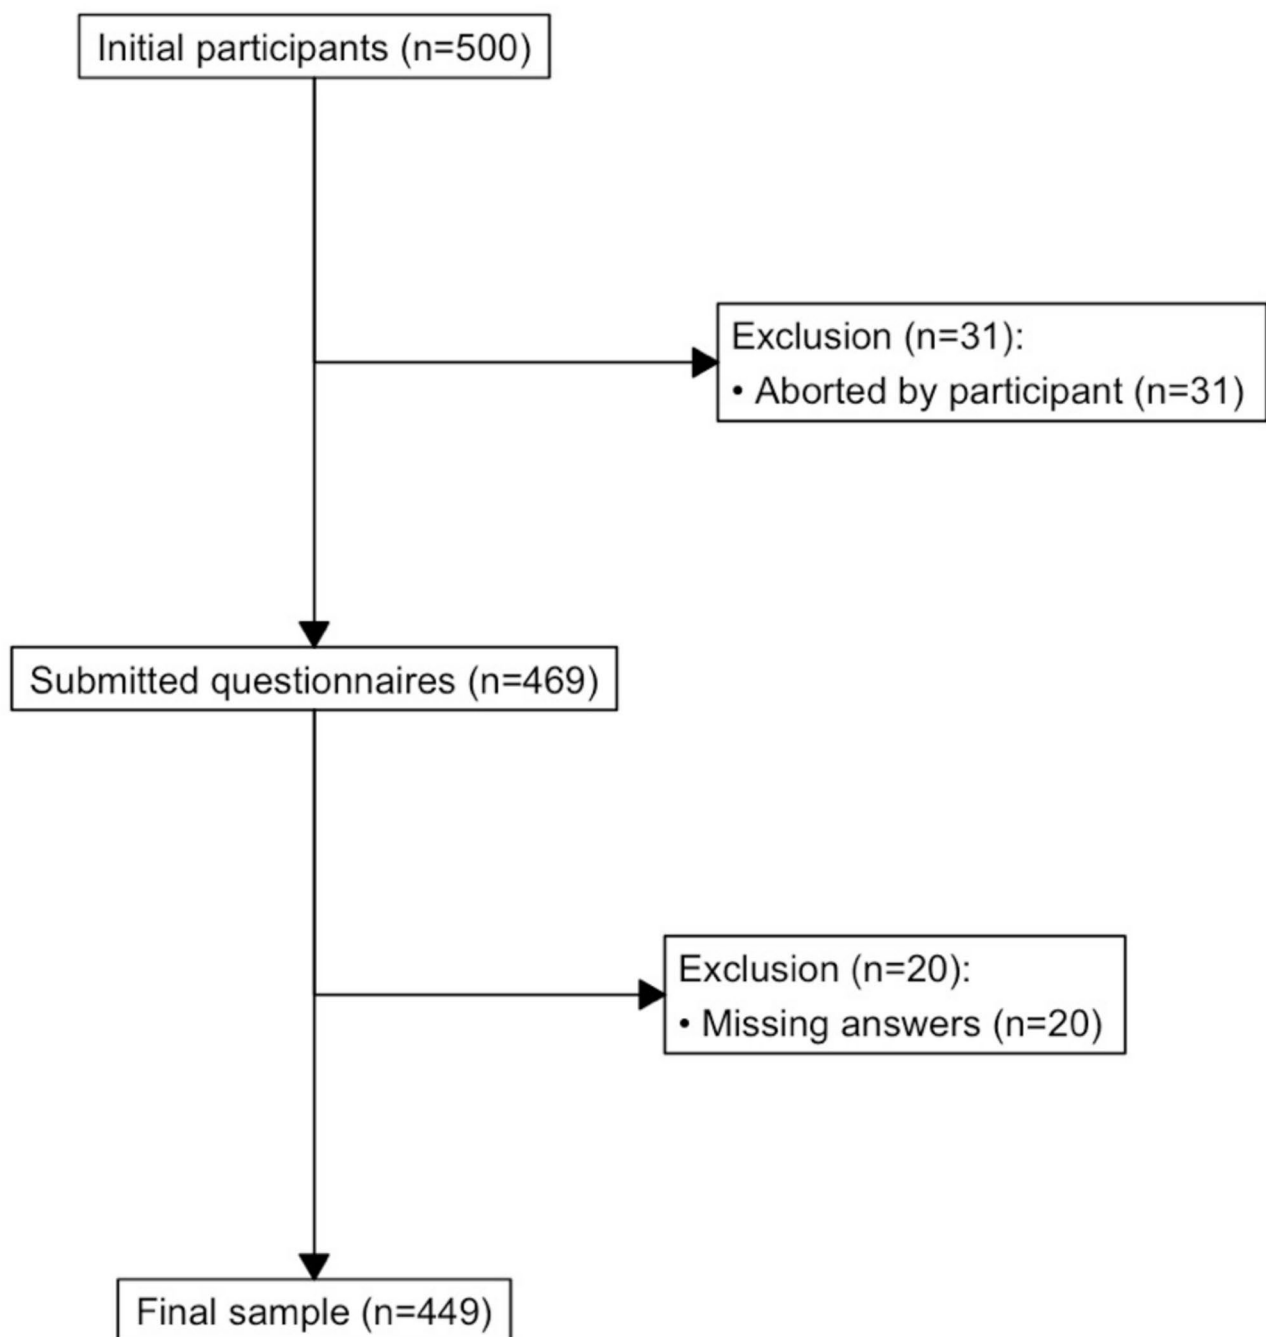 Initial participants (n=500)
Exclusion (n=31):
• Aborted by participant (n=31)
Submitted questionnaires (n=469)
Exclusion (n=20):
• Missing answers (n=20)
Final sample (n=449)